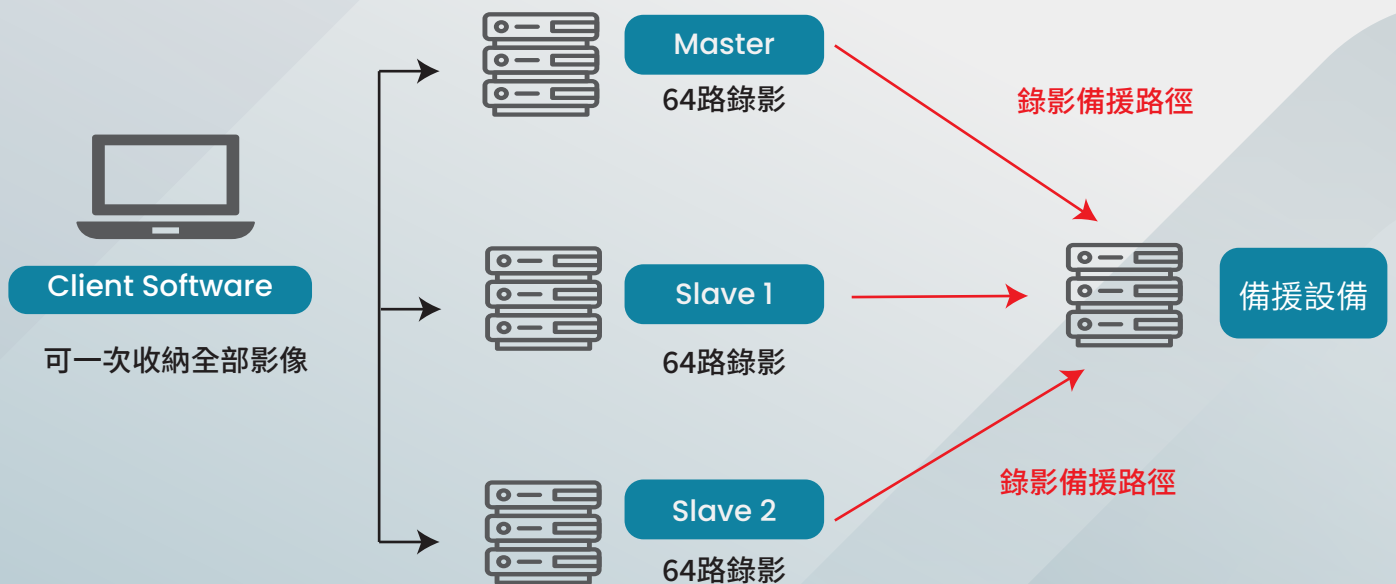 Master
64路錄影
錄影備援路徑
Client Software
可一次收納全部影像
Slave 1
64路錄影
備援設備
Slave 2
64路錄影
錄影備援路徑